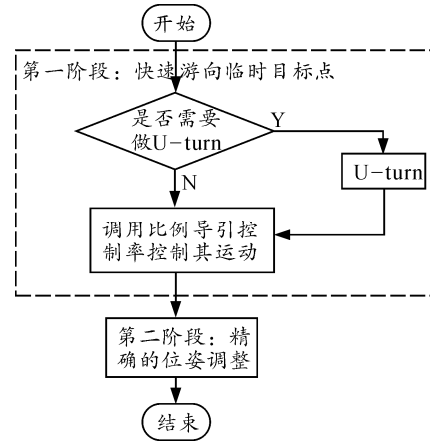 开始
第一阶段：快速游向临时目标点
是否需要
做U-turn
Y
U-turn
N
调用比例导引控
制率控制其运动
第二阶段：精
确的位姿调整
结束